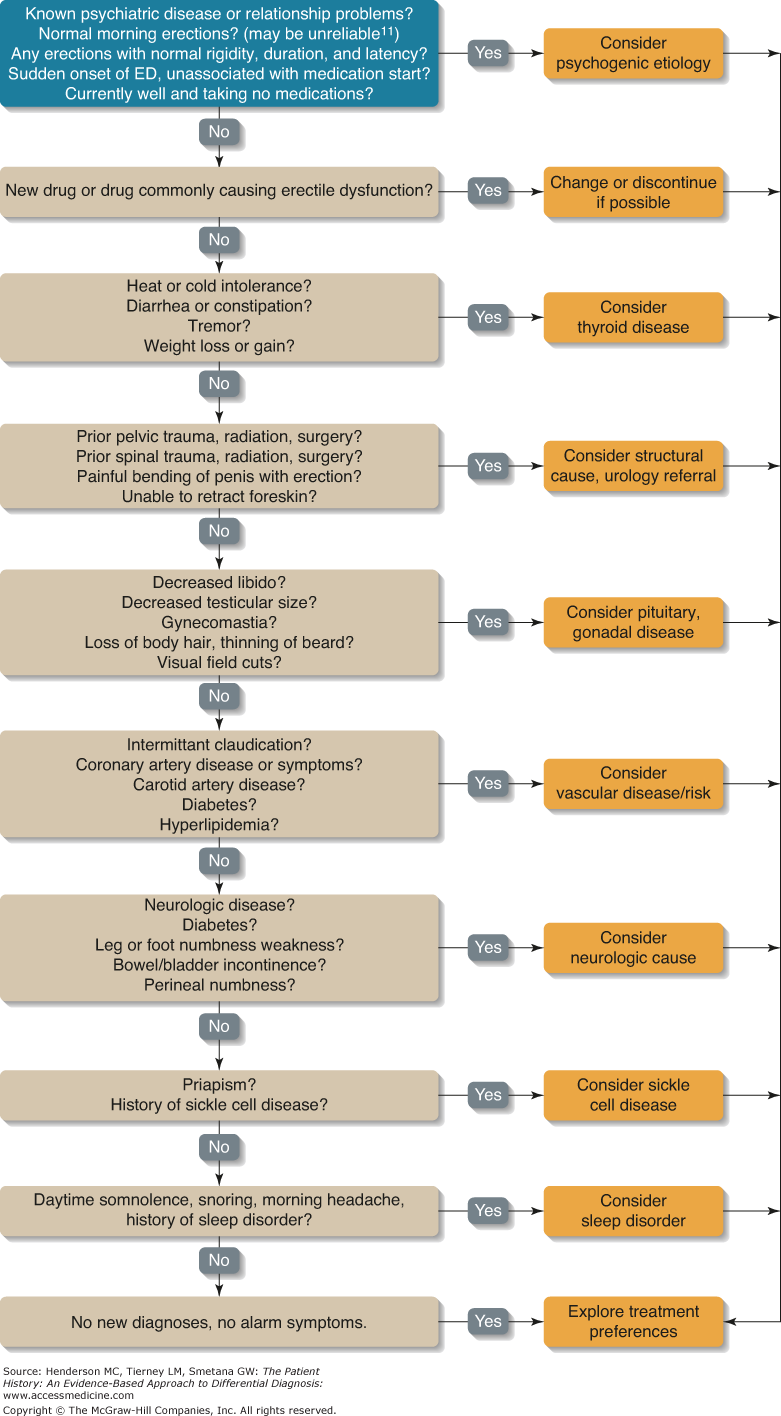 Known psychiatric disease or relationship problems?
Normal morning erections? (may be unreliable¹¹)
Any erections with normal rigidity, duration, and latency?
Sudden onset of ED, unassociated with medication start?
Currently well and taking no medications?
Yes
Consider
psychogenic etiology
No
New drug or drug commonly causing erectile dysfunction?
Yes
Change or discontinue
if possible
No
Heat or cold intolerance?
Diarrhea or constipation?
Tremor?
Weight loss or gain?
Yes
Consider
thyroid disease
No
Prior pelvic trauma, radiation, surgery?
Prior spinal trauma, radiation, surgery?
Painful bending of penis with erection?
Unable to retract foreskin?
Yes
Consider structural
cause, urology referral
No
Decreased libido?
Decreased testicular size?
Gynecomastia?
Loss of body hair, thinning of beard?
Visual field cuts?
Yes
Consider pituitary,
gonadal disease
No
Intermittant claudication?
Coronary artery disease or symptoms?
Carotid artery disease?
Diabetes?
Hyperlipidemia?
Yes
Consider
vascular disease/risk
No
Neurologic disease?
Diabetes?
Leg or foot numbness weakness?
Bowel/bladder incontinence?
Perineal numbness?
Yes
Consider
neurologic cause
No
Priapism?
History of sickle cell disease?
Yes
Consider sickle
cell disease
No
Daytime somnolence, snoring, morning headache,
history of sleep disorder?
Yes
Consider
sleep disorder
No
No new diagnoses, no alarm symptoms.
Yes
Explore treatment
preferences
Source: Henderson MC, Tierney LM, Smetana GW: The Patient
History: An Evidence-Based Approach to Differential Diagnosis:
www.accessmedicine.com
Copyright © The McGraw-Hill Companies, Inc. All rights reserved.